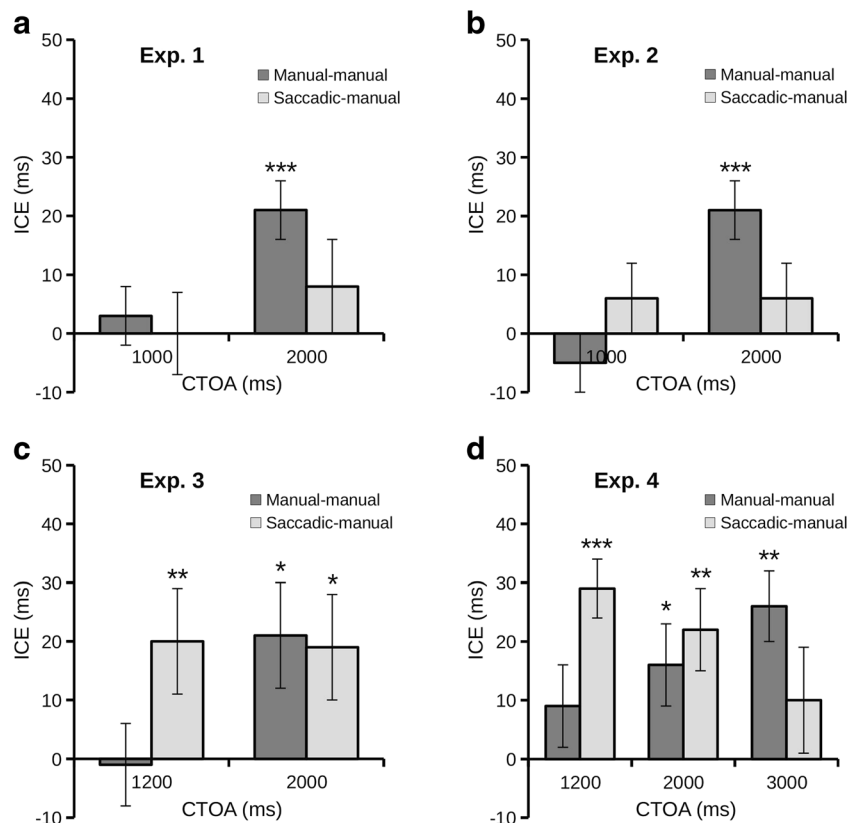 a
50
Exp. 1
Manual-manual
Saccadic-manual
40
30
***
20
10
0
-10
ICE (ms)
1000
2000
CTOA (ms)
b
50
Exp. 2
Manual-manual
Saccadic-manual
40
30
***
20
10
0
-10
ICE (ms)
1000
2000
CTOA (ms)
c
50
Exp. 3
Manual-manual
Saccadic-manual
40
30
**
*
*
20
10
0
-10
ICE (ms)
1200
2000
CTOA (ms)
d
50
Exp. 4
Manual-manual
Saccadic-manual
40
***
**
30
*
**
20
10
0
-10
ICE (ms)
1200
2000
3000
CTOA (ms)